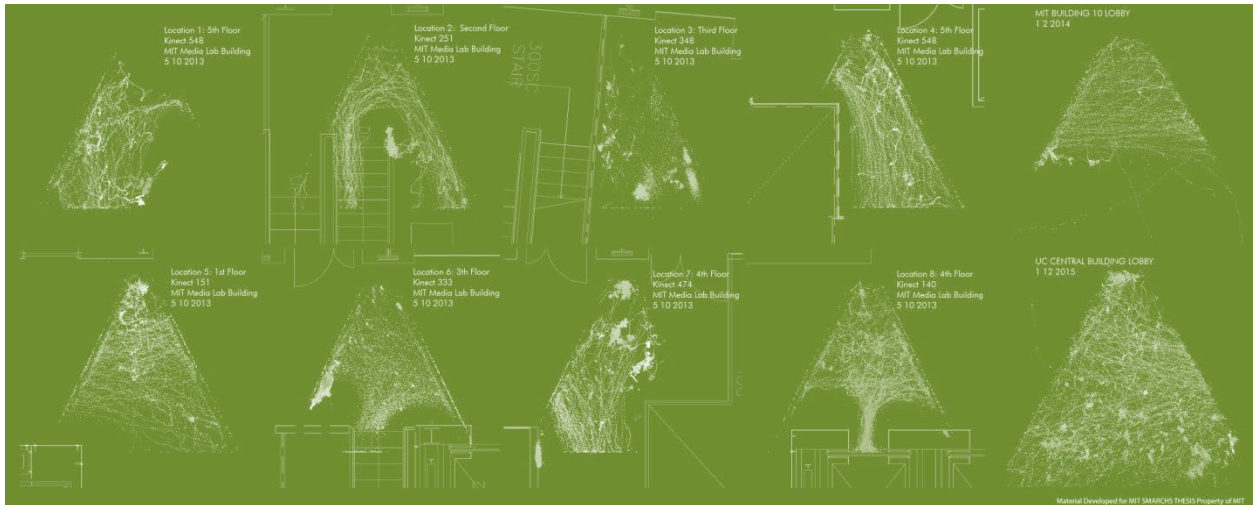 Location 1: 5th Floor
Kinect 548
MIT Media Lab Building
5 10 2013
Location 2:  Second Floor
Kinect 251
MIT Media Lab Building
5 10 2013
300SC
STAIR
Location 3: Third Floor
Kinect 348
MIT Media Lab Building
5 10 2013
Location 4: 5th Floor
Kinect 548
MIT Media Lab Building
5 10 2013
MIT BUILDING 10 LOBBY
1 2 2014
Location 5: 1st Floor
Kinect 151
MIT Media Lab Building
5 10 2013
Location 6: 3th Floor
Kinect 333
MIT Media Lab Building
5 10 2013
Location 7: 4th Floor
Kinect 474
MIT Media Lab Building
5 10 2013
Location 8: 4th Floor
Kinect 140
MIT Media Lab Building
5 10 2013
UC CENTRAL BUILDING LOBBY
1 12 2015
Material Developed for MIT SMARCHS THESIS Property of MIT